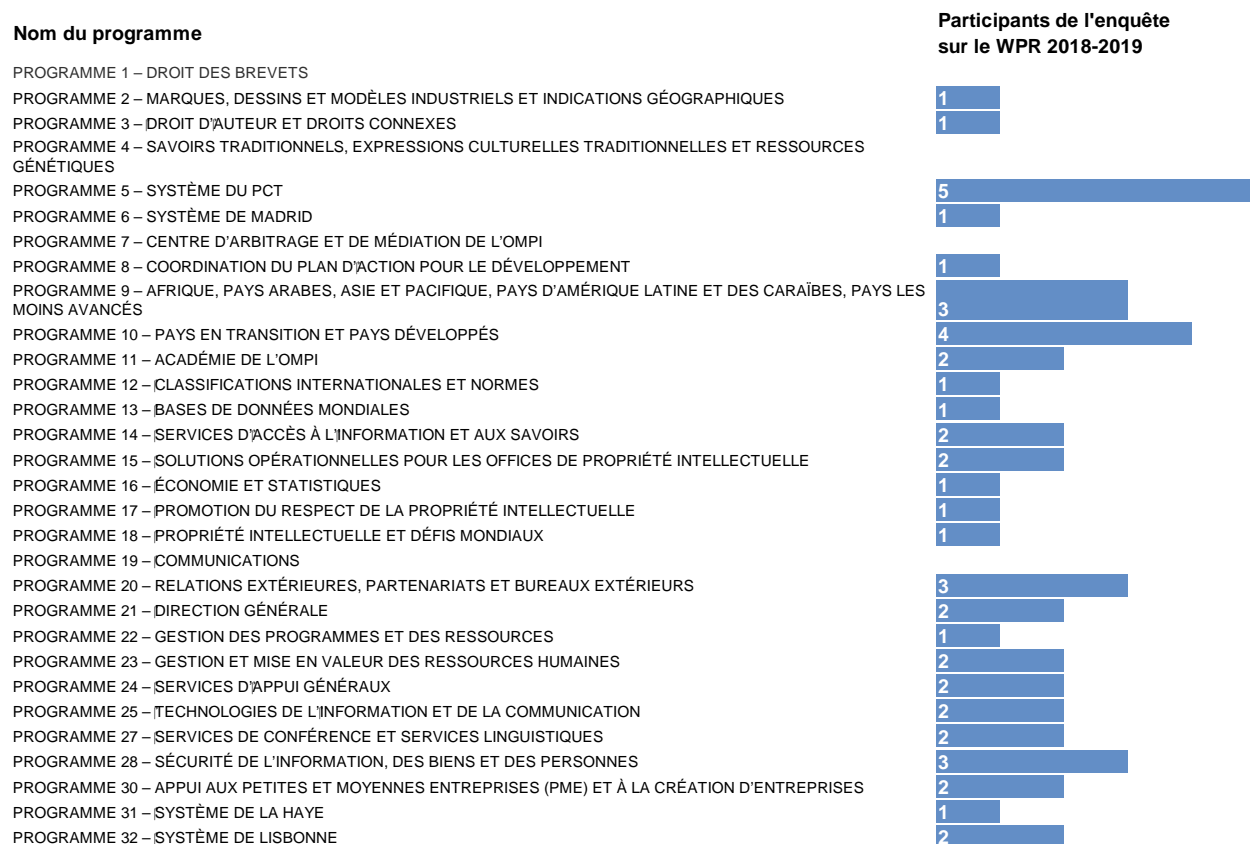 Nom du programme
Participants de l'enquête
sur le WPR 2018-2019
PROGRAMME 1 – DROIT DES BREVETS
PROGRAMME 2 – MARQUES, DESSINS ET MODÈLES INDUSTRIELS ET INDICATIONS GÉOGRAPHIQUES 1
PROGRAMME 3 – DROIT D'AUTEUR ET DROITS CONNEXES 1
PROGRAMME 4 – SAVOIRS TRADITIONNELS, EXPRESSIONS CULTURELLES TRADITIONNELLES ET RESSOURCES
GÉNÉTIQUES
PROGRAMME 5 – SYSTÈME DU PCT 5
PROGRAMME 6 – SYSTÈME DE MADRID 1
PROGRAMME 7 – CENTRE D'ARBITRAGE ET DE MÉDIATION DE L'OMPI
PROGRAMME 8 – COORDINATION DU PLAN D'ACTION POUR LE DÉVELOPPEMENT 1
PROGRAMME 9 – AFRIQUE, PAYS ARABES, ASIE ET PACIFIQUE, PAYS D'AMÉRIQUE LATINE ET DES CARAÏBES, PAYS LES
MOINS AVANCÉS 3
PROGRAMME 10 – PAYS EN TRANSITION ET PAYS DÉVELOPPÉS 4
PROGRAMME 11 – ACADÉMIE DE L'OMPI 2
PROGRAMME 12 – CLASSIFICATIONS INTERNATIONALES ET NORMES 1
PROGRAMME 13 – BASES DE DONNÉES MONDIALES 1
PROGRAMME 14 – SERVICES D'ACCÈS À L'INFORMATION ET AUX SAVOIRS 2
PROGRAMME 15 – SOLUTIONS OPÉRATIONNELLES POUR LES OFFICES DE PROPRIÉTÉ INTELLECTUELLE 2
PROGRAMME 16 – ÉCONOMIE ET STATISTIQUES 1
PROGRAMME 17 – PROMOTION DU RESPECT DE LA PROPRIÉTÉ INTELLECTUELLE 1
PROGRAMME 18 – PROPRIÉTÉ INTELLECTUELLE ET DÉFIS MONDIAUX 1
PROGRAMME 19 – COMMUNICATIONS
PROGRAMME 20 – RELATIONS EXTÉRIEURES, PARTENARIATS ET BUREAUX EXTÉRIEURS 3
PROGRAMME 21 – DIRECTION GÉNÉRALE 2
PROGRAMME 22 – GESTION DES PROGRAMMES ET DES RESSOURCES 1
PROGRAMME 23 – GESTION ET MISE EN VALEUR DES RESSOURCES HUMAINES 2
PROGRAMME 24 – SERVICES D'APPUI GÉNÉRAUX 2
PROGRAMME 25 – TECHNOLOGIES DE L'INFORMATION ET DE LA COMMUNICATION 2
PROGRAMME 27 – SERVICES DE CONFÉRENCE ET SERVICES LINGUISTIQUES 2
PROGRAMME 28 – SÉCURITÉ DE L'INFORMATION, DES BIENS ET DES PERSONNES 3
PROGRAMME 30 – APPUI AUX PETITES ET MOYENNES ENTREPRISES (PME) ET À LA CRÉATION D'ENTREPRISES 2
PROGRAMME 31 – SYSTÈME DE LA HAYE 1
PROGRAMME 32 – SYSTÈME DE LISBONNE 2